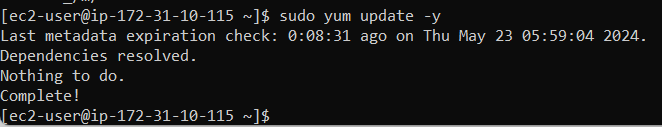 [ec2-user@ip-172-31-10-115 ~]$ sudo yum update -y
Last metadata expiration check: 0:08:31 ago on Thu May 23 05:59:04 2024.
Dependencies resolved.
Nothing to do.
Complete!
[ec2-user@ip-172-31-10-115 ~]$